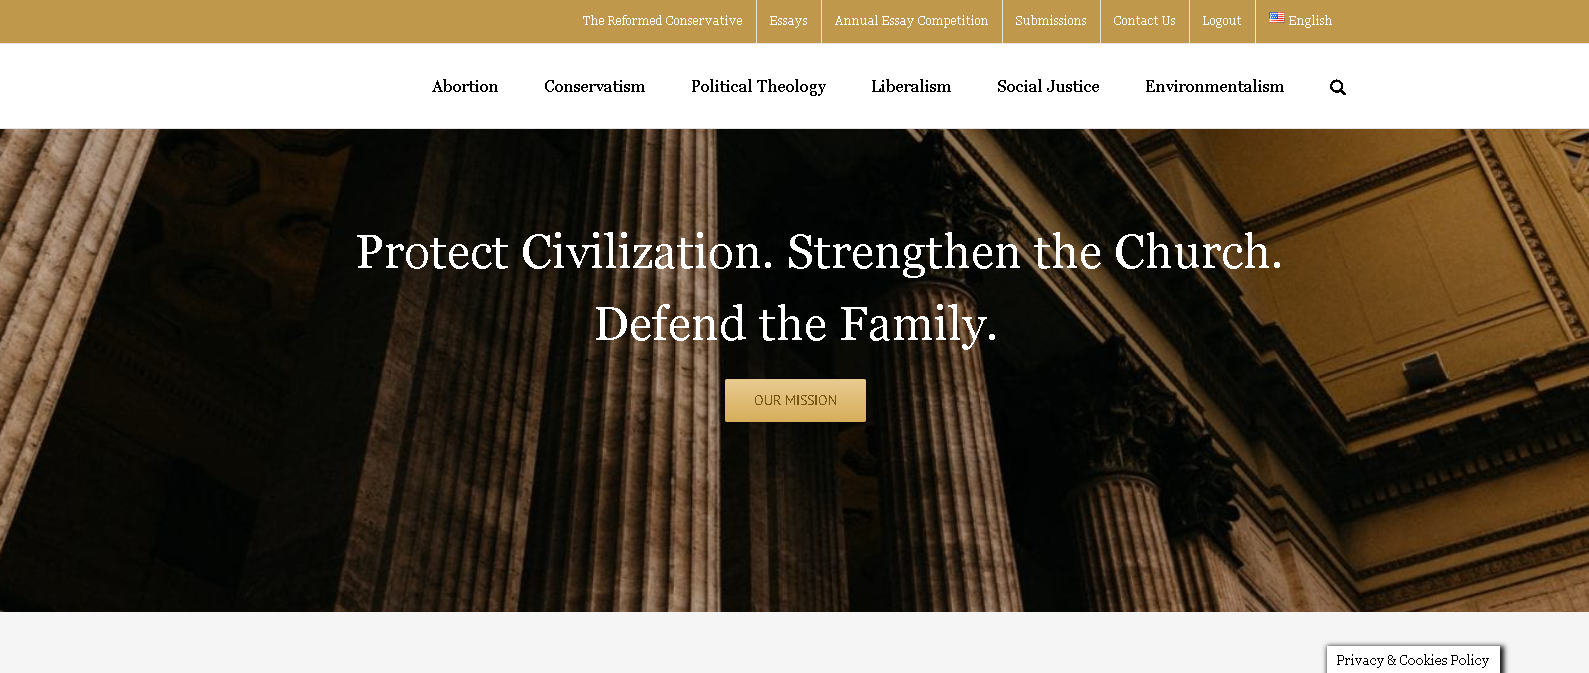 The Reformed Conservative Essays Annual Essay Competition Submissions Contact Us Logout English
Abortion Conservatism Political Theology Liberalism Social Justice Environmentalism
Protect Civilization. Strengthen the Church.
Defend the Family.
OUR MISSION
Privacy & Cookies Policy